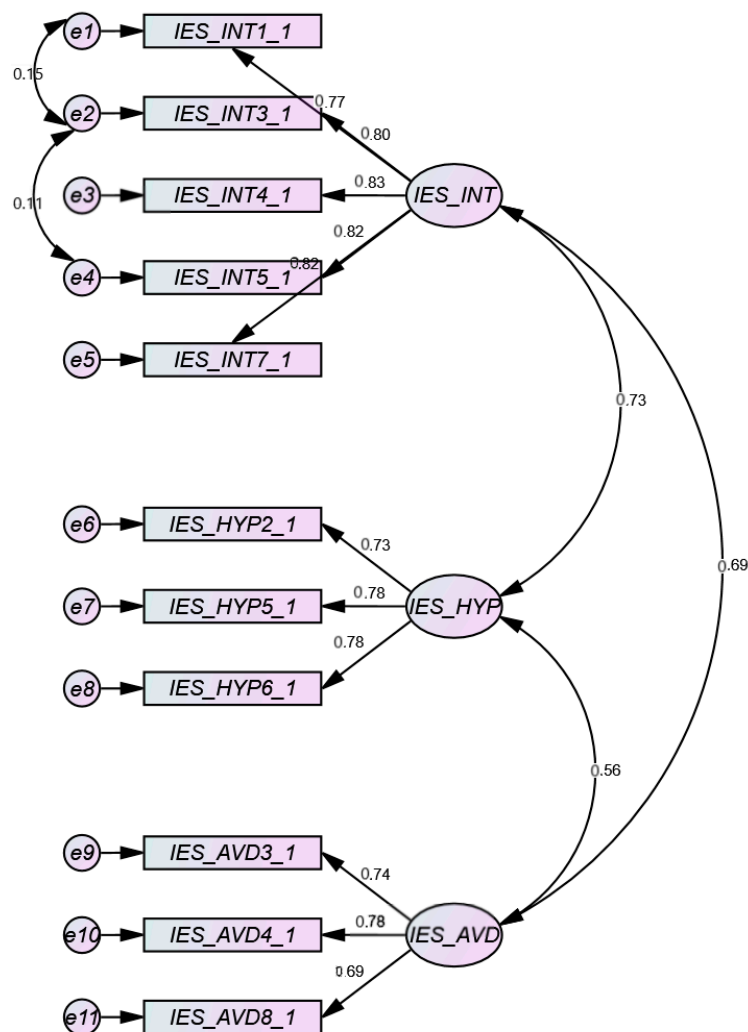 e1 IES_INT1_1
0.15
0.77
e2 IES_INT3_1
0.80
0.83
e3 IES_INT4_1 IES_INT
0.11
0.82
0.82
e4 IES_INT5_1
e5 IES_INT7_1
0.73
e6 IES_HYP2_1
0.73
0.69
0.78
e7 IES_HYP5_1 IES_HYP
0.78
e8 IES_HYP6_1
0.56
e9 IES_AVD3_1
0.74
0.78
e10 IES_AVD4_1 IES_AVD
0.69
e11 IES_AVD8_1